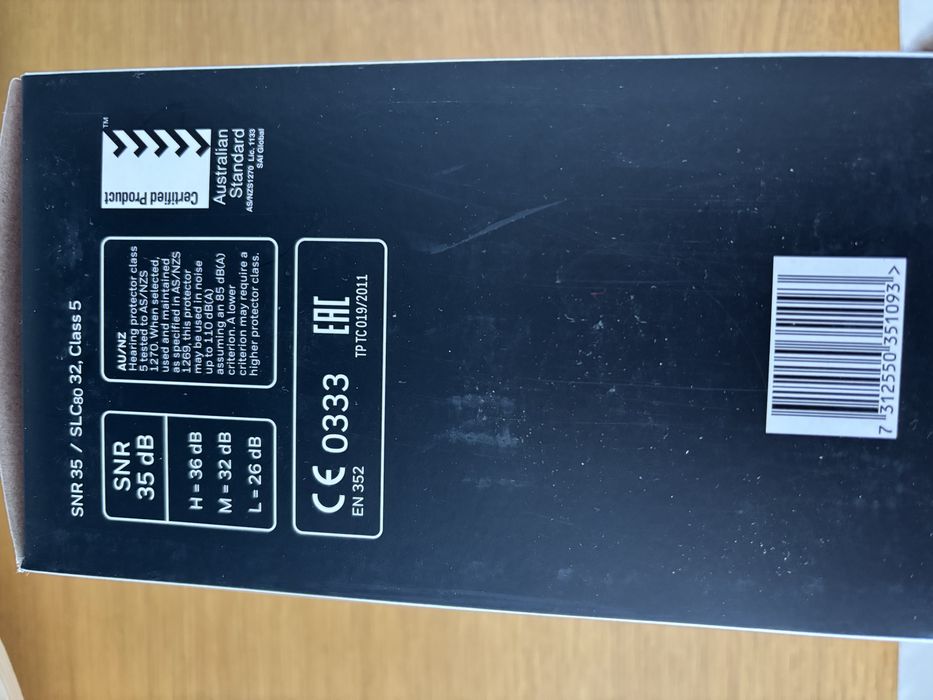 SNR 35 / SLC80 32, Class 5
SNR
35 dB
H = 36 dB
M = 32 dB
L = 26 dB
AU/NZ
Hearing protector class
5 tested to AS/NZS
1270. When selected,
used and maintained
as specified in AS/NZS
1269, this protector
may be used in noise
up to 110 dB(A)
assuming an 85 dB(A)
criterion. A lower
criterion may require a
higher protector class.
Certified Product
TM
Australian
Standard
AS/NZS1270 Lic. 1133
SAI Global
CE 0333
EN 352
EAC
TP TC 019/2011
7 312550 351093 >